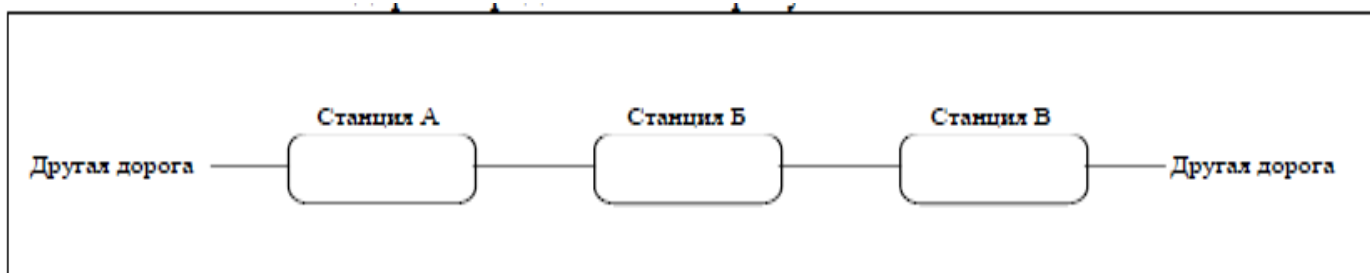 Станция А
Станция Б
Станция В
Другая дорога
Другая дорога